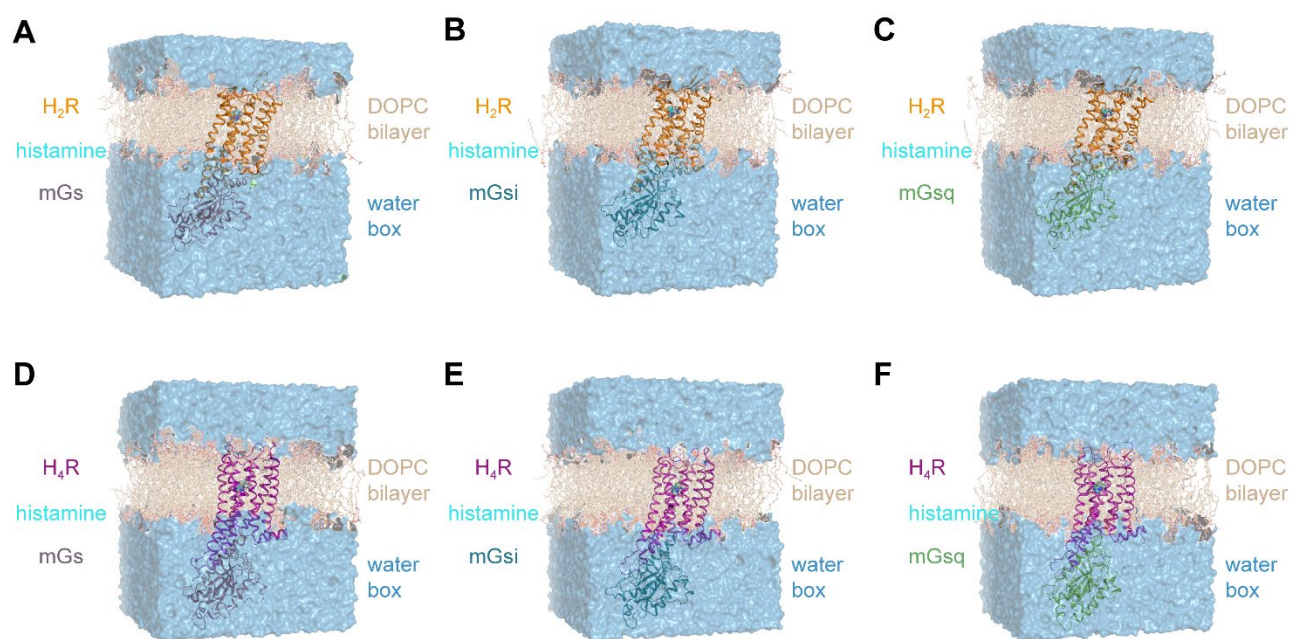 A
H₂R
histamine
mGs
DOPC
bilayer
water
box
B
H₂R
histamine
mGsi
DOPC
bilayer
water
box
C
H₂R
histamine
mGsq
DOPC
bilayer
water
box
D
H₄R
histamine
mGs
DOPC
bilayer
water
box
E
H₄R
histamine
mGsi
DOPC
bilayer
water
box
F
H₄R
histamine
mGsq
DOPC
bilayer
water
box